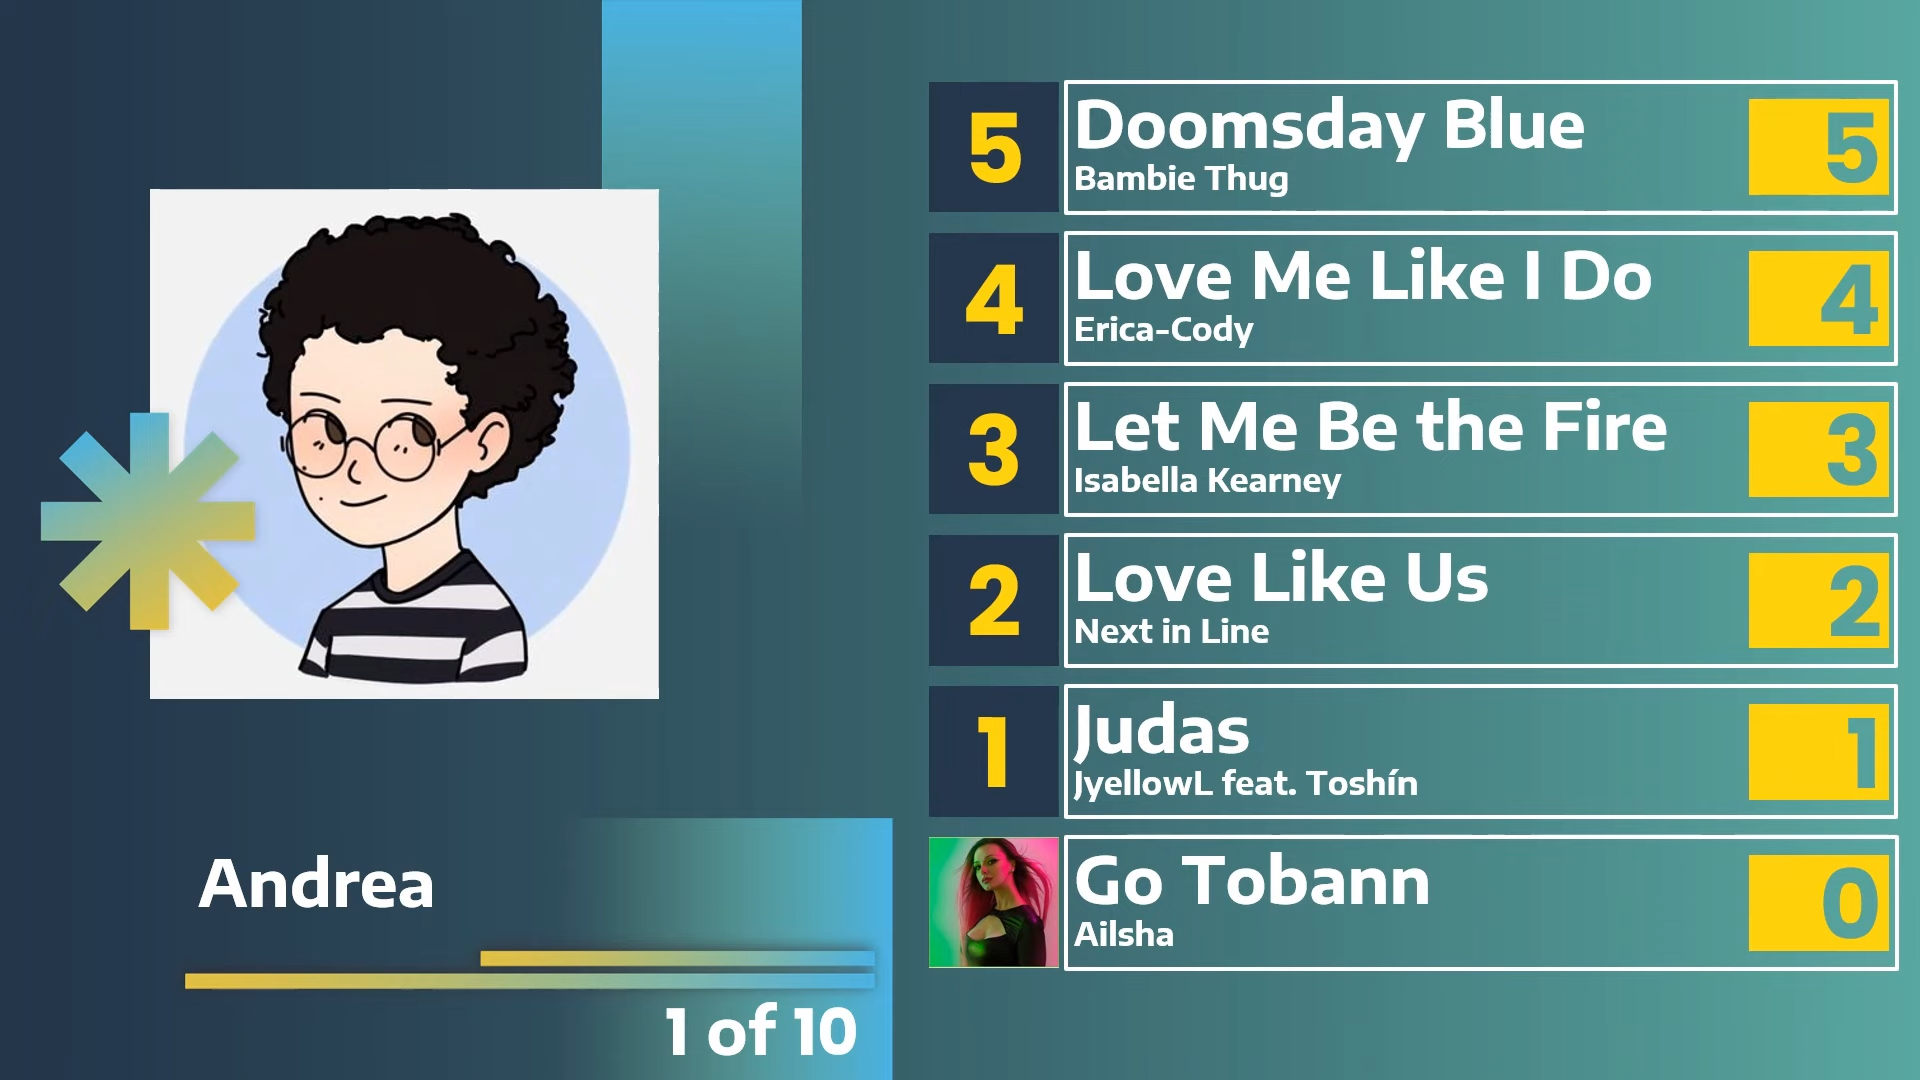 Andrea
1 of 10
5 Doomsday Blue 5
Bambie Thug
4 Love Me Like I Do 4
Erica-Cody
3 Let Me Be the Fire 3
Isabella Kearney
2 Love Like Us 2
Next in Line
1 Judas 1
JyellowL feat. Toshín
Go Tobann 0
Ailsha